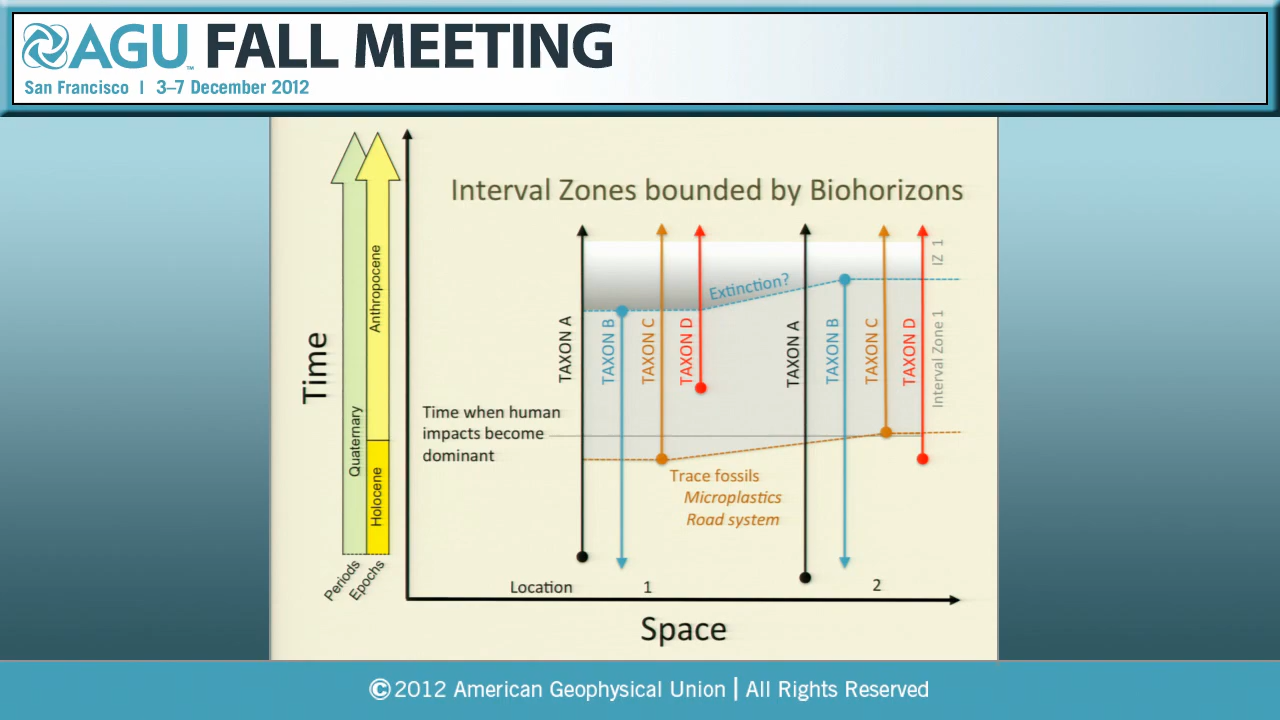 AGU FALL MEETING
San Francisco | 3–7 December 2012
Interval Zones bounded by Biohorizons
Time
Periods
Epochs
Quaternary
Anthropocene
Holocene
Time when human
impacts become
dominant
TAXON A
TAXON B
TAXON C
TAXON D
Extinction?
TAXON A
TAXON B
TAXON C
TAXON D
IZ 1
Interval Zone 1
Trace fossils
Microplastics
Road system
Location 1 2
Space
©2012 American Geophysical Union | All Rights Reserved